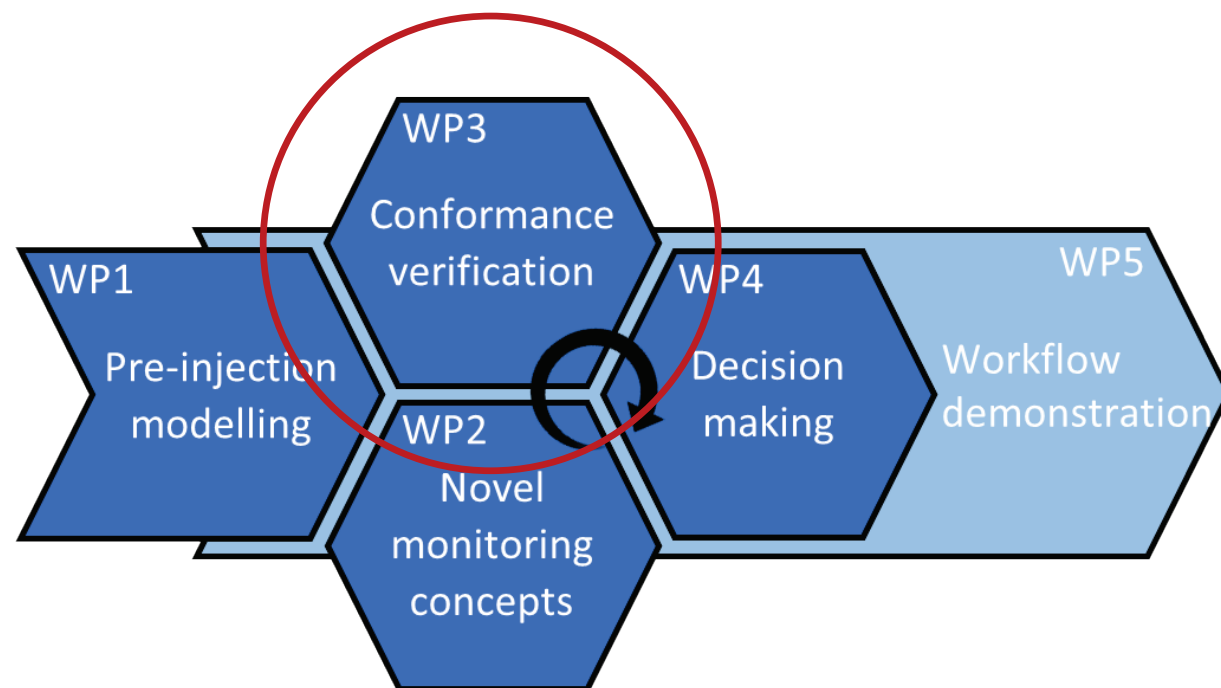 WP3
Conformance
verification
WP1
Pre-injection
modelling
WP2
Novel
monitoring
concepts
WP4
Decision
making
WP5
Workflow
demonstration